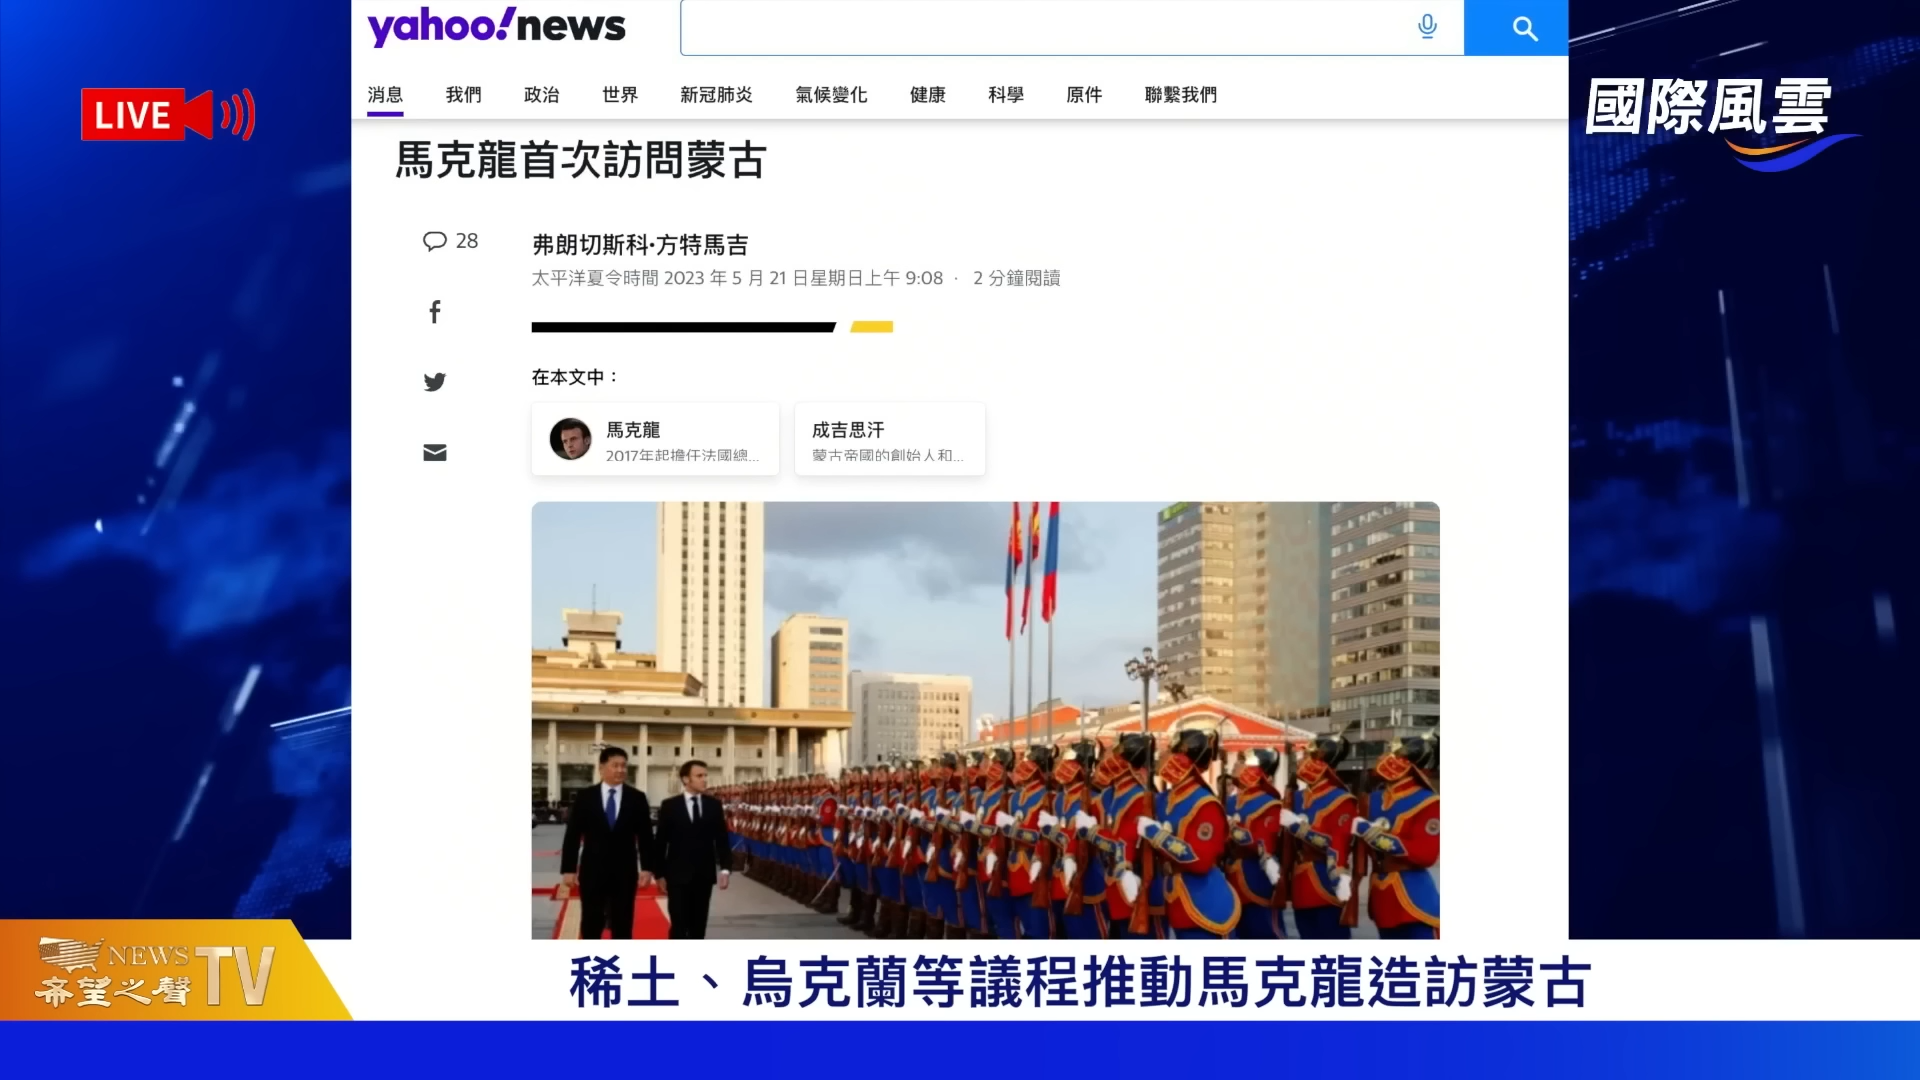 yahoo!news
消息 我們 政治 世界 新冠肺炎 氣候變化 健康 科學 原件 聯繫我們
LIVE
國際風雲
馬克龍首次訪問蒙古
28
弗朗切斯科·方特馬吉
太平洋夏令時間 2023 年 5 月 21 日星期日上午 9:08 · 2 分鐘閱讀
在本文中：
馬克龍
2017年起擔任法國總...
成吉思汗
蒙古帝國的創始人和...
NEWS
希望之聲 TV
稀土、烏克蘭等議程推動馬克龍造訪蒙古